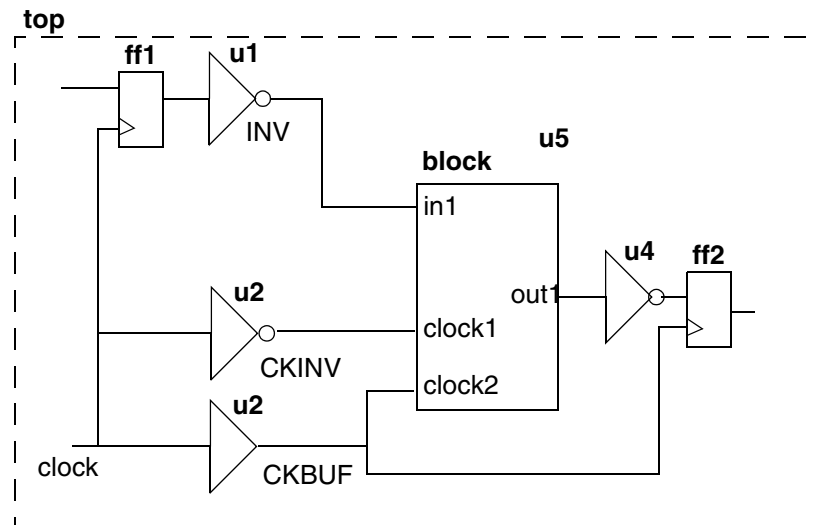 top
ff1
u1
INV
u5
block
in1
u4
ff2
out1
u2
clock1
CKINV
clock2
u2
clock
CKBUF